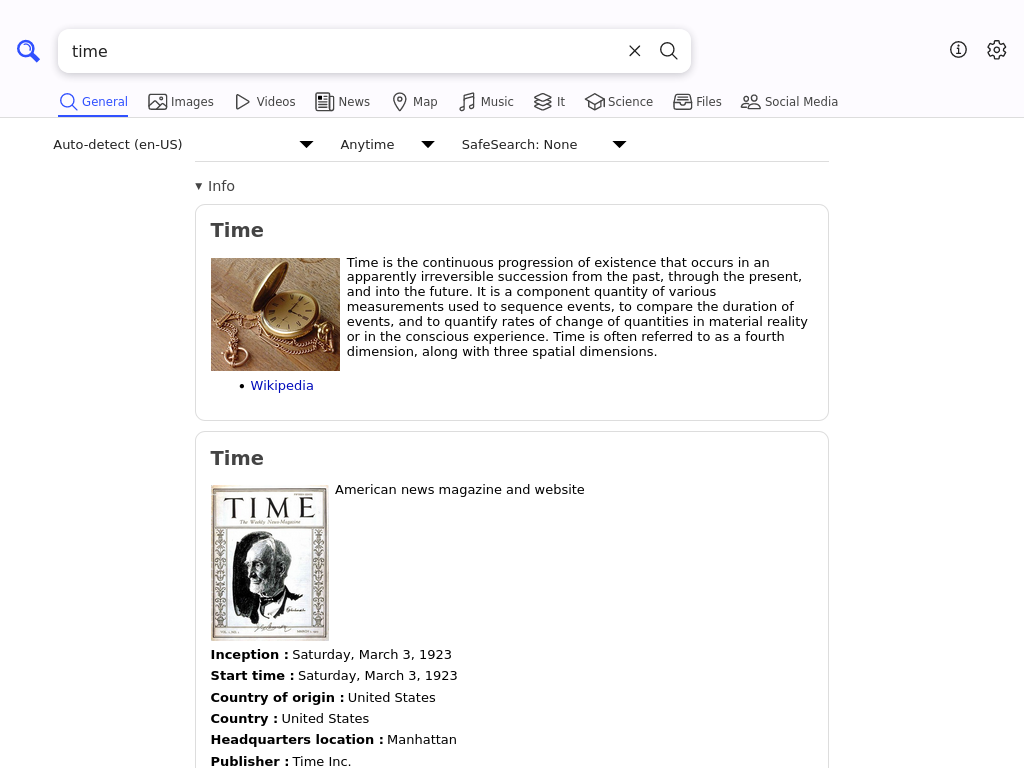 time
General
Images
Videos
News
Map
Music
It
Science
Files
Social Media
Auto-detect (en-US)
Anytime
SafeSearch: None
Info
Time
Time is the continuous progression of existence that occurs in an
apparently irreversible succession from the past, through the present,
and into the future. It is a component quantity of various
measurements used to sequence events, to compare the duration of
events, and to quantify rates of change of quantities in material reality
or in the conscious experience. Time is often referred to as a fourth
dimension, along with three spatial dimensions.
Wikipedia
Time
TIME
The Weekly News-Magazine
American news magazine and website
Inception : Saturday, March 3, 1923
Start time : Saturday, March 3, 1923
Country of origin : United States
Country : United States
Headquarters location : Manhattan
Publisher : Time Inc.